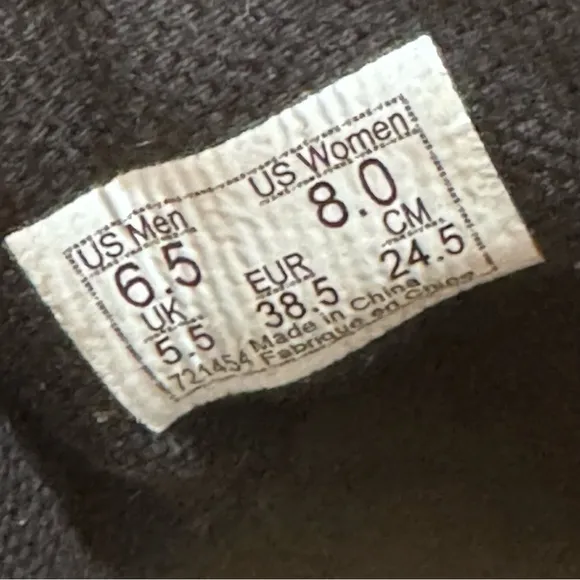 US Men US Women
6.5 8.0
UK EUR CM
5.5 38.5 24.5
721454 Made in China
Fabriqué en Chine